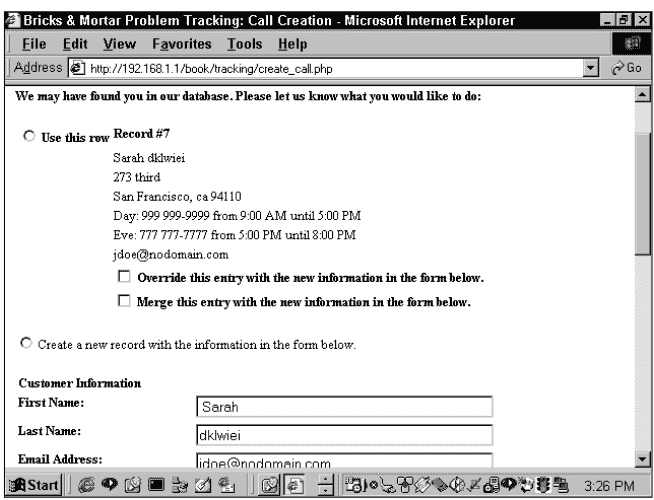 Bricks & Mortar Problem Tracking: Call Creation - Microsoft Internet Explorer
File Edit View Favorites Tools Help
Address http://192.168.1.1/book/tracking/create_call.php Go
We may have found you in our database. Please let us know what you would like to do:
Use this row Record #7
Sarah dklwiei
273 third
San Francisco, ca 94110
Day: 999 999-9999 from 9:00 AM until 5:00 PM
Eve: 777 777-7777 from 5:00 PM until 8:00 PM
jdoe@nodomain.com
Override this entry with the new information in the form below.
Merge this entry with the new information in the form below.
Create a new record with the information in the form below.
Customer Information
First Name: Sarah
Last Name: dklwiei
Email Address: jdoe@nodomain.com
Start 3:26 PM